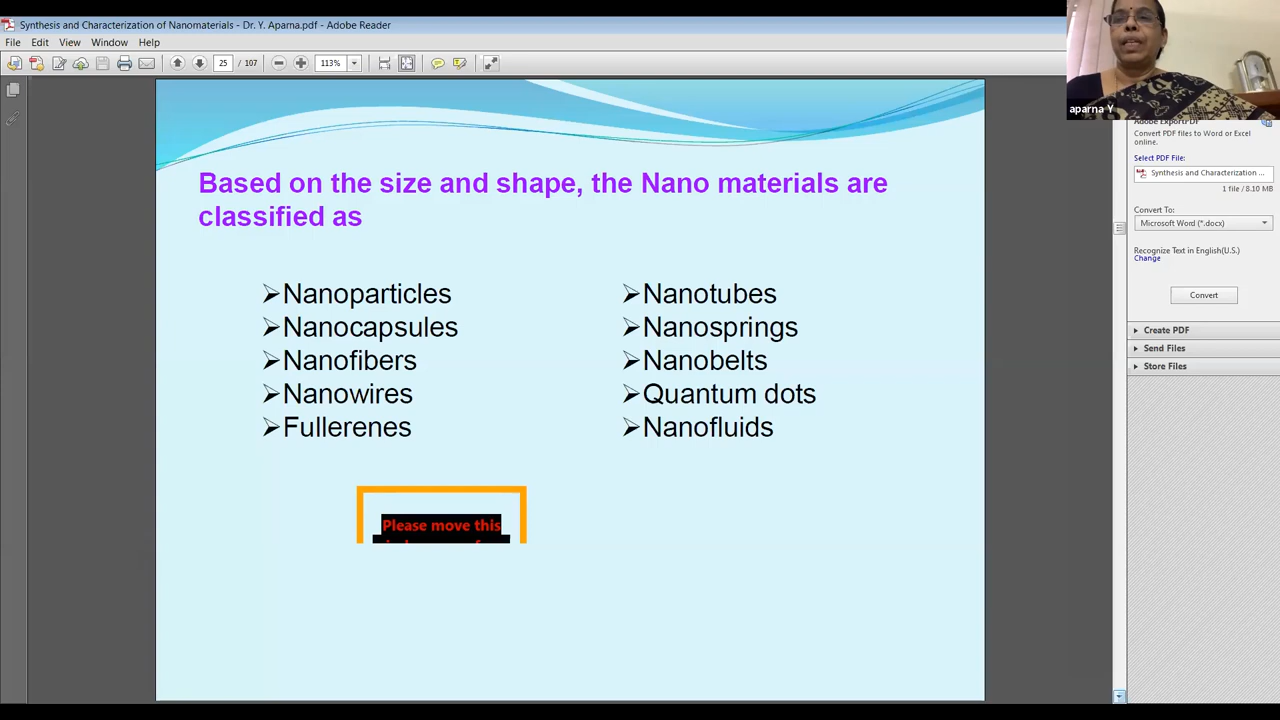 Synthesis and Characterization of Nanomaterials - Dr. Y. Aparna.pdf - Adobe Reader
File Edit View Window Help
25 / 107 113%
aparna Y
Adobe ExportPDF
Convert PDF files to Word or Excel
online.
Select PDF File:
Synthesis and Characterization ...
1 file / 8.10 MB
Convert To:
Microsoft Word (*.docx)
Recognize Text in English(U.S.)
Change
Convert
Create PDF
Send Files
Store Files
Based on the size and shape, the Nano materials are
classified as
➢Nanoparticles
➢Nanocapsules
➢Nanofibers
➢Nanowires
➢Fullerenes
➢Nanotubes
➢Nanosprings
➢Nanobelts
➢Quantum dots
➢Nanofluids
Please move this